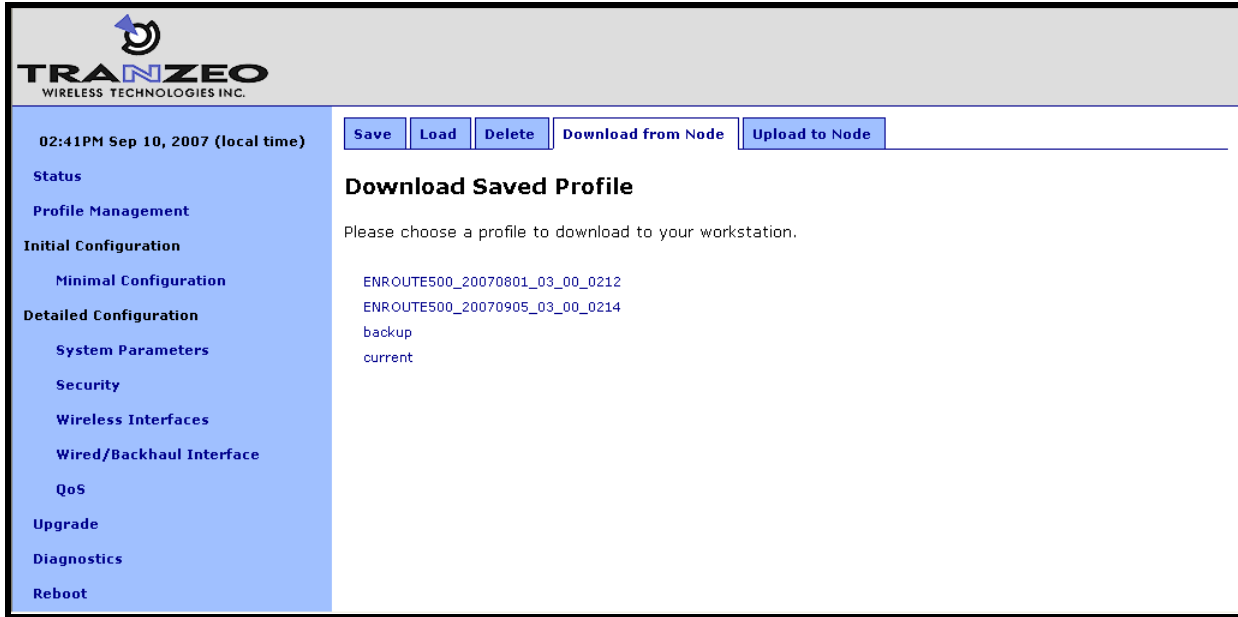 TRANZEO
WIRELESS TECHNOLOGIES INC.
02:41PM Sep 10, 2007 (local time)
Status
Profile Management
Initial Configuration
Minimal Configuration
Detailed Configuration
System Parameters
Security
Wireless Interfaces
Wired/Backhaul Interface
QoS
Upgrade
Diagnostics
Reboot
Save Load Delete Download from Node Upload to Node
Download Saved Profile
Please choose a profile to download to your workstation.
ENROUTE500_20070801_03_00_0212
ENROUTE500_20070905_03_00_0214
backup
current